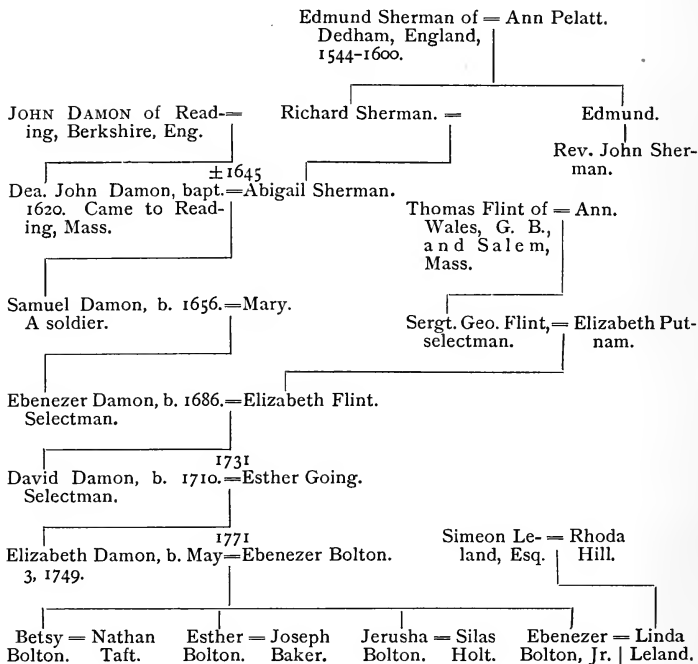 Edmund Sherman of = Ann Pelatt.
Dedham, England,
1544-1600.
JOHN DAMON of Read-=
ing, Berkshire, Eng.
Richard Sherman. =
Edmund.
Rev. John Sher-
man.
±1645
Dea. John Damon, bapt.=Abigail Sherman.
1620. Came to Read-
ing, Mass.
Thomas Flint of = Ann.
Wales, G. B.,
and Salem,
Mass.
Samuel Damon, b. 1656.=Mary.
A soldier.
Sergt. Geo. Flint,= Elizabeth Put-
selectman. nam.
Ebenezer Damon, b. 1686.=Elizabeth Flint.
Selectman.
1731
David Damon, b. 1710.=Esther Going.
Selectman.
1771
Elizabeth Damon, b. May=Ebenezer Bolton.
3, 1749.
Simeon Le- = Rhoda
land, Esq. Hill.
Betsy = Nathan
Bolton. Taft.
Esther = Joseph
Bolton. Baker.
Jerusha = Silas
Bolton. Holt.
Ebenezer = Linda
Bolton, Jr. | Leland.